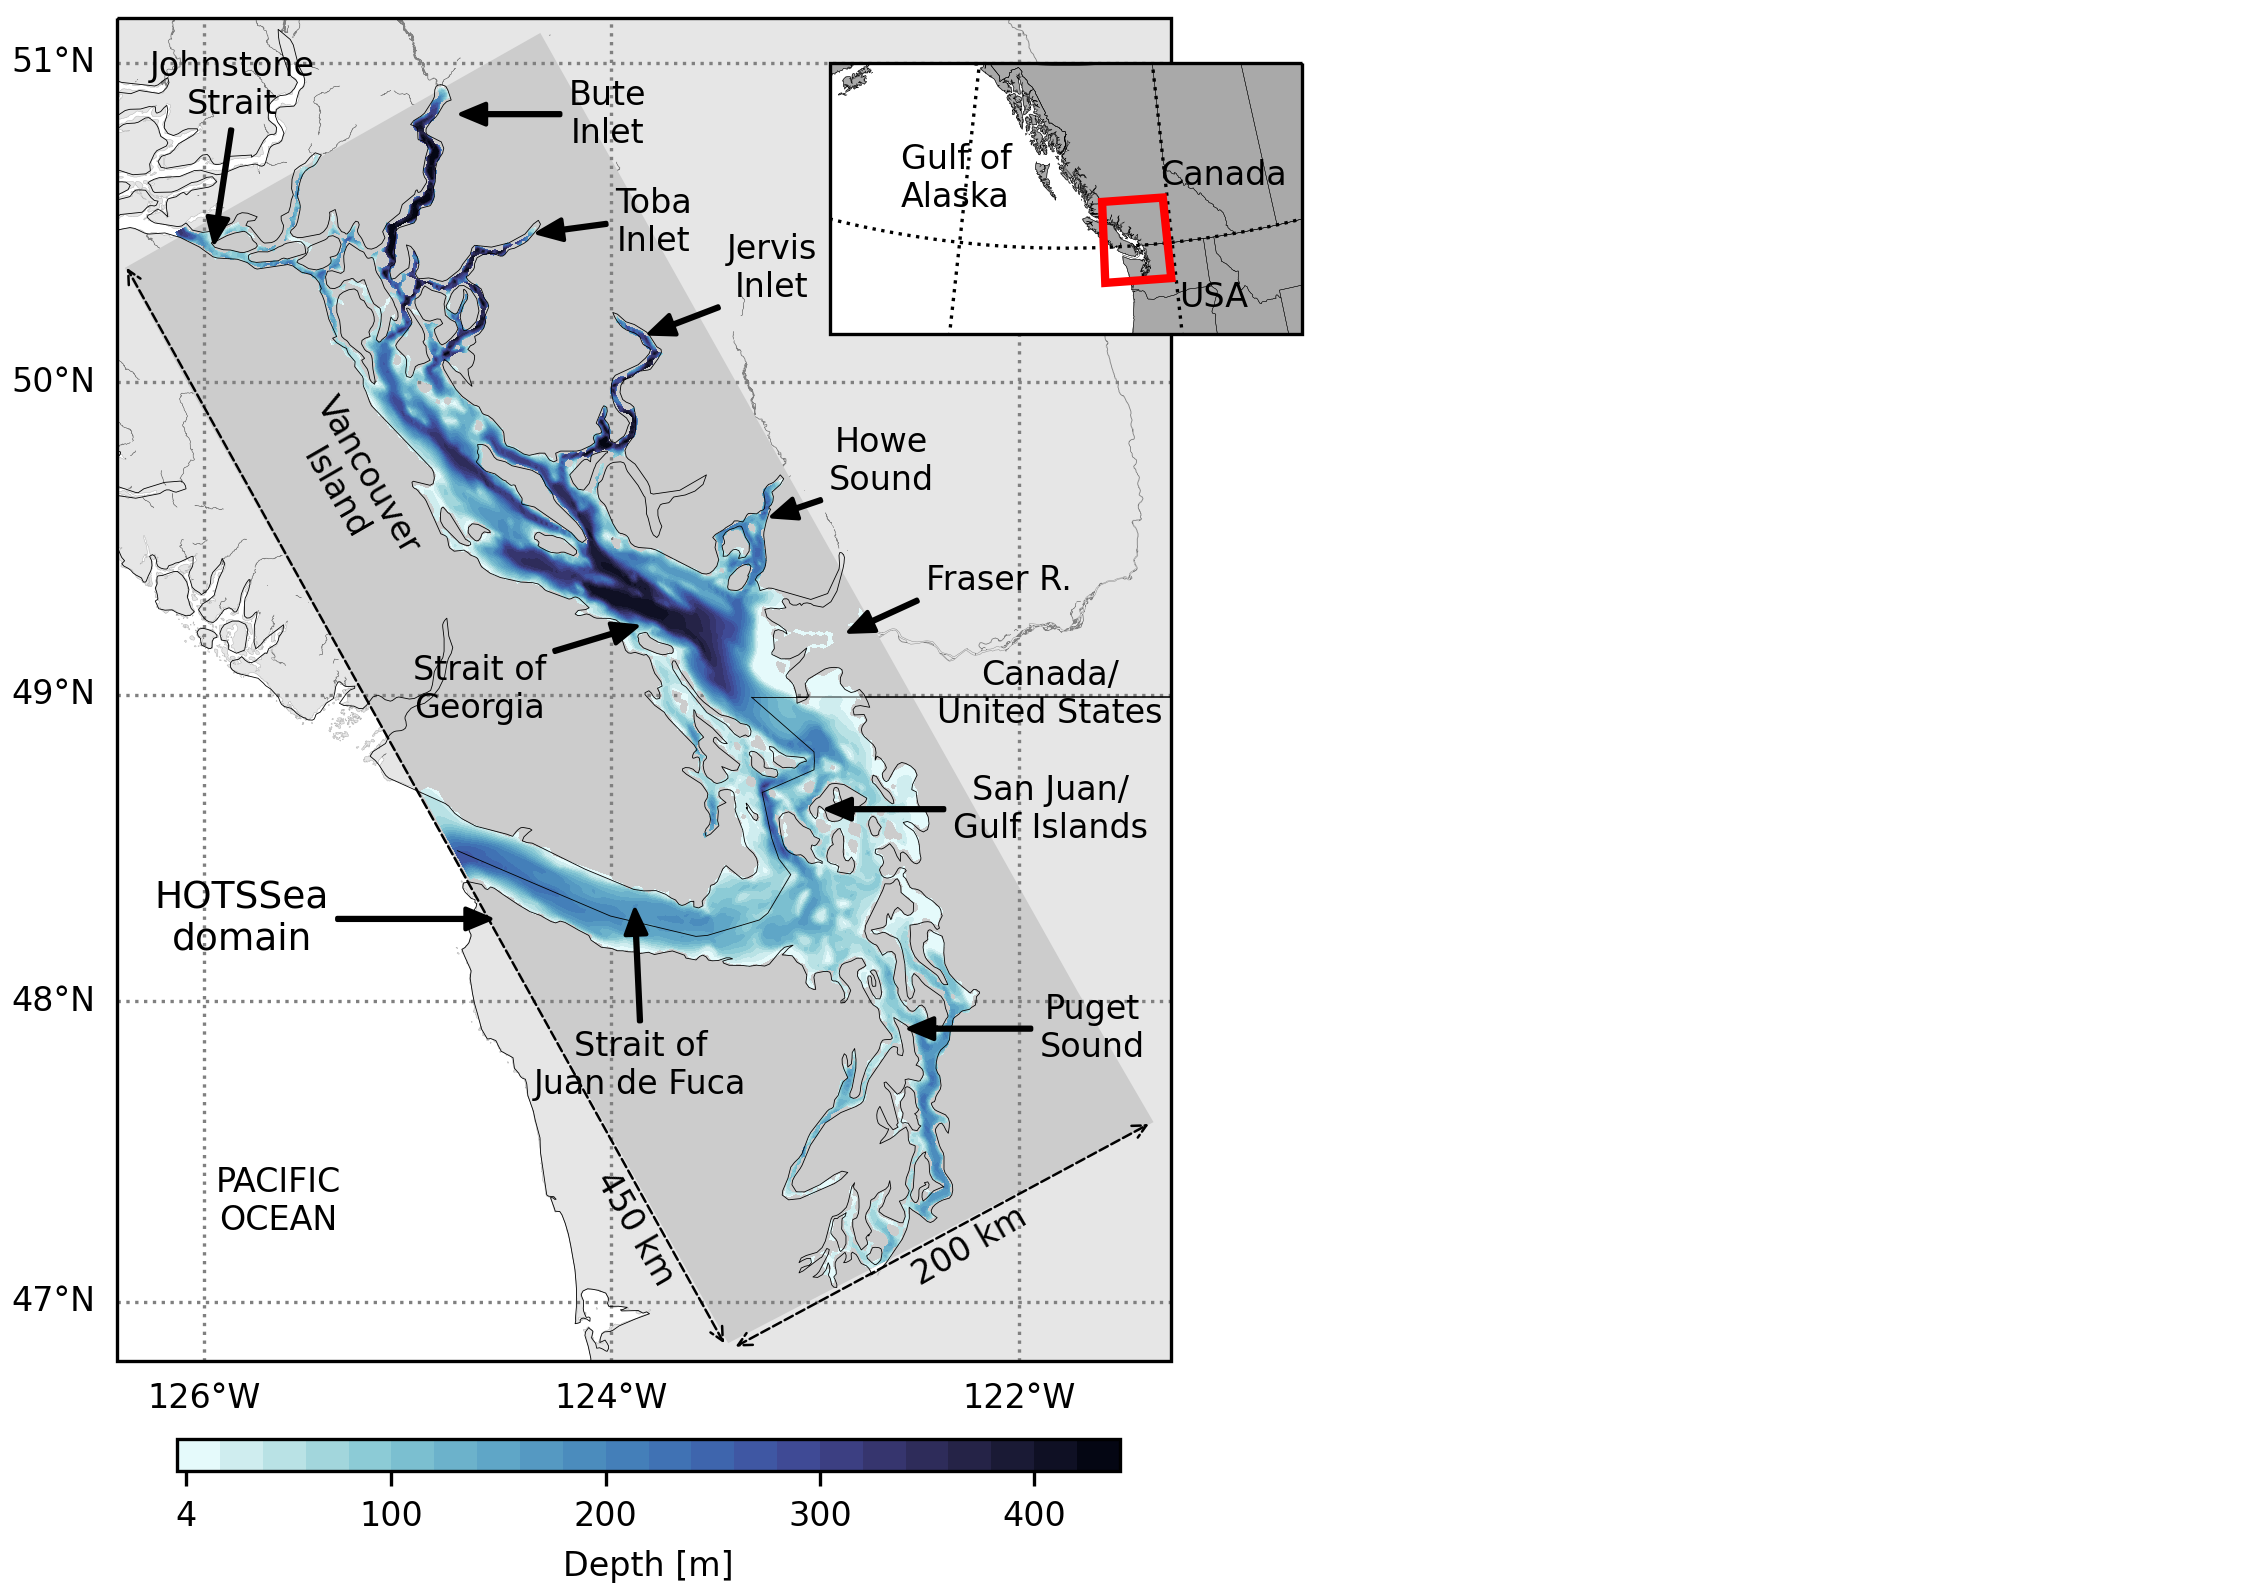 51°N
50°N
49°N
48°N
47°N
126°W
124°W
122°W
Johnstone
Strait
Bute
Inlet
Toba
Inlet
Jervis
Inlet
Gulf of
Alaska
Canada
USA
Vancouver
Island
Howe
Sound
Fraser R.
Strait of
Georgia
Canada/
United States
San Juan/
Gulf Islands
HOTSSea
domain
Strait of
Juan de Fuca
Puget
Sound
PACIFIC
OCEAN
450 km
200 km
4
100
200
300
400
Depth [m]